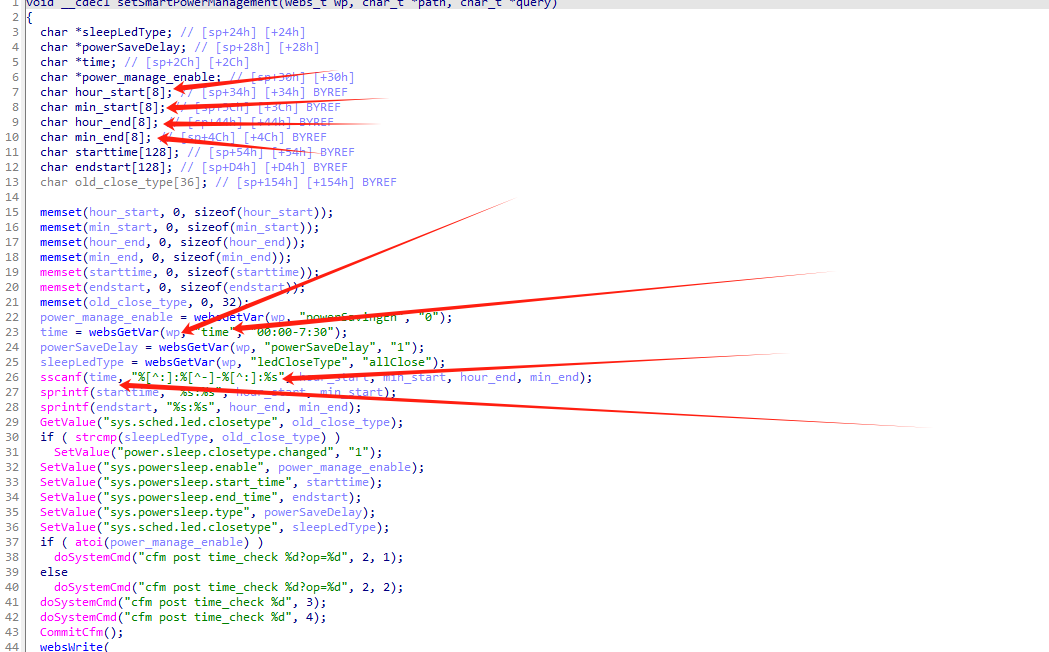 1 void __cdecl setSmartPowerManagement(webs_t wp, char_t *path, char_t *query)
2 {
3 char *sleepLedType; // [sp+24h] [+24h]
4 char *powerSaveDelay; // [sp+28h] [+28h]
5 char *time; // [sp+2Ch] [+2Ch]
6 char *power_manage_enable; // [sp+30h] [+30h]
7 char hour_start[8]; // [sp+34h] [+34h] BYREF
8 char min_start[8]; // [sp+3Ch] [+3Ch] BYREF
9 char hour_end[8]; // [sp+44h] [+44h] BYREF
10 char min_end[8]; // [sp+4Ch] [+4Ch] BYREF
11 char starttime[128]; // [sp+54h] [+54h] BYREF
12 char endstart[128]; // [sp+D4h] [+D4h] BYREF
13 char old_close_type[36]; // [sp+154h] [+154h] BYREF
14
15 memset(hour_start, 0, sizeof(hour_start));
16 memset(min_start, 0, sizeof(min_start));
17 memset(hour_end, 0, sizeof(hour_end));
18 memset(min_end, 0, sizeof(min_end));
19 memset(starttime, 0, sizeof(starttime));
20 memset(endstart, 0, sizeof(endstart));
21 memset(old_close_type, 0, 32);
22 power_manage_enable = websGetVar(wp, "powerSavingEn", "0");
23 time = websGetVar(wp, "time", "00:00-7:30");
24 powerSaveDelay = websGetVar(wp, "powerSaveDelay", "1");
25 sleepLedType = websGetVar(wp, "ledCloseType", "allClose");
26 sscanf(time, "%[^:]:%[^-]-%[^:]:%s", hour_start, min_start, hour_end, min_end);
27 sprintf(starttime, "%s:%s", hour_start, min_start);
28 sprintf(endstart, "%s:%s", hour_end, min_end);
29 GetValue("sys.sched.led.closetype", old_close_type);
30 if ( strcmp(sleepLedType, old_close_type) )
31 SetValue("power.sleep.closetype.changed", "1");
32 SetValue("sys.powersleep.enable", power_manage_enable);
33 SetValue("sys.powersleep.start_time", starttime);
34 SetValue("sys.powersleep.end_time", endstart);
35 SetValue("sys.powersleep.type", powerSaveDelay);
36 SetValue("sys.sched.led.closetype", sleepLedType);
37 if ( atoi(power_manage_enable) )
38 doSystemCmd("cfm post time_check %d?op=%d", 2, 1);
39 else
40 doSystemCmd("cfm post time_check %d?op=%d", 2, 2);
41 doSystemCmd("cfm post time_check %d", 3);
42 doSystemCmd("cfm post time_check %d", 4);
43 CommitCfm();
44 websWrite(